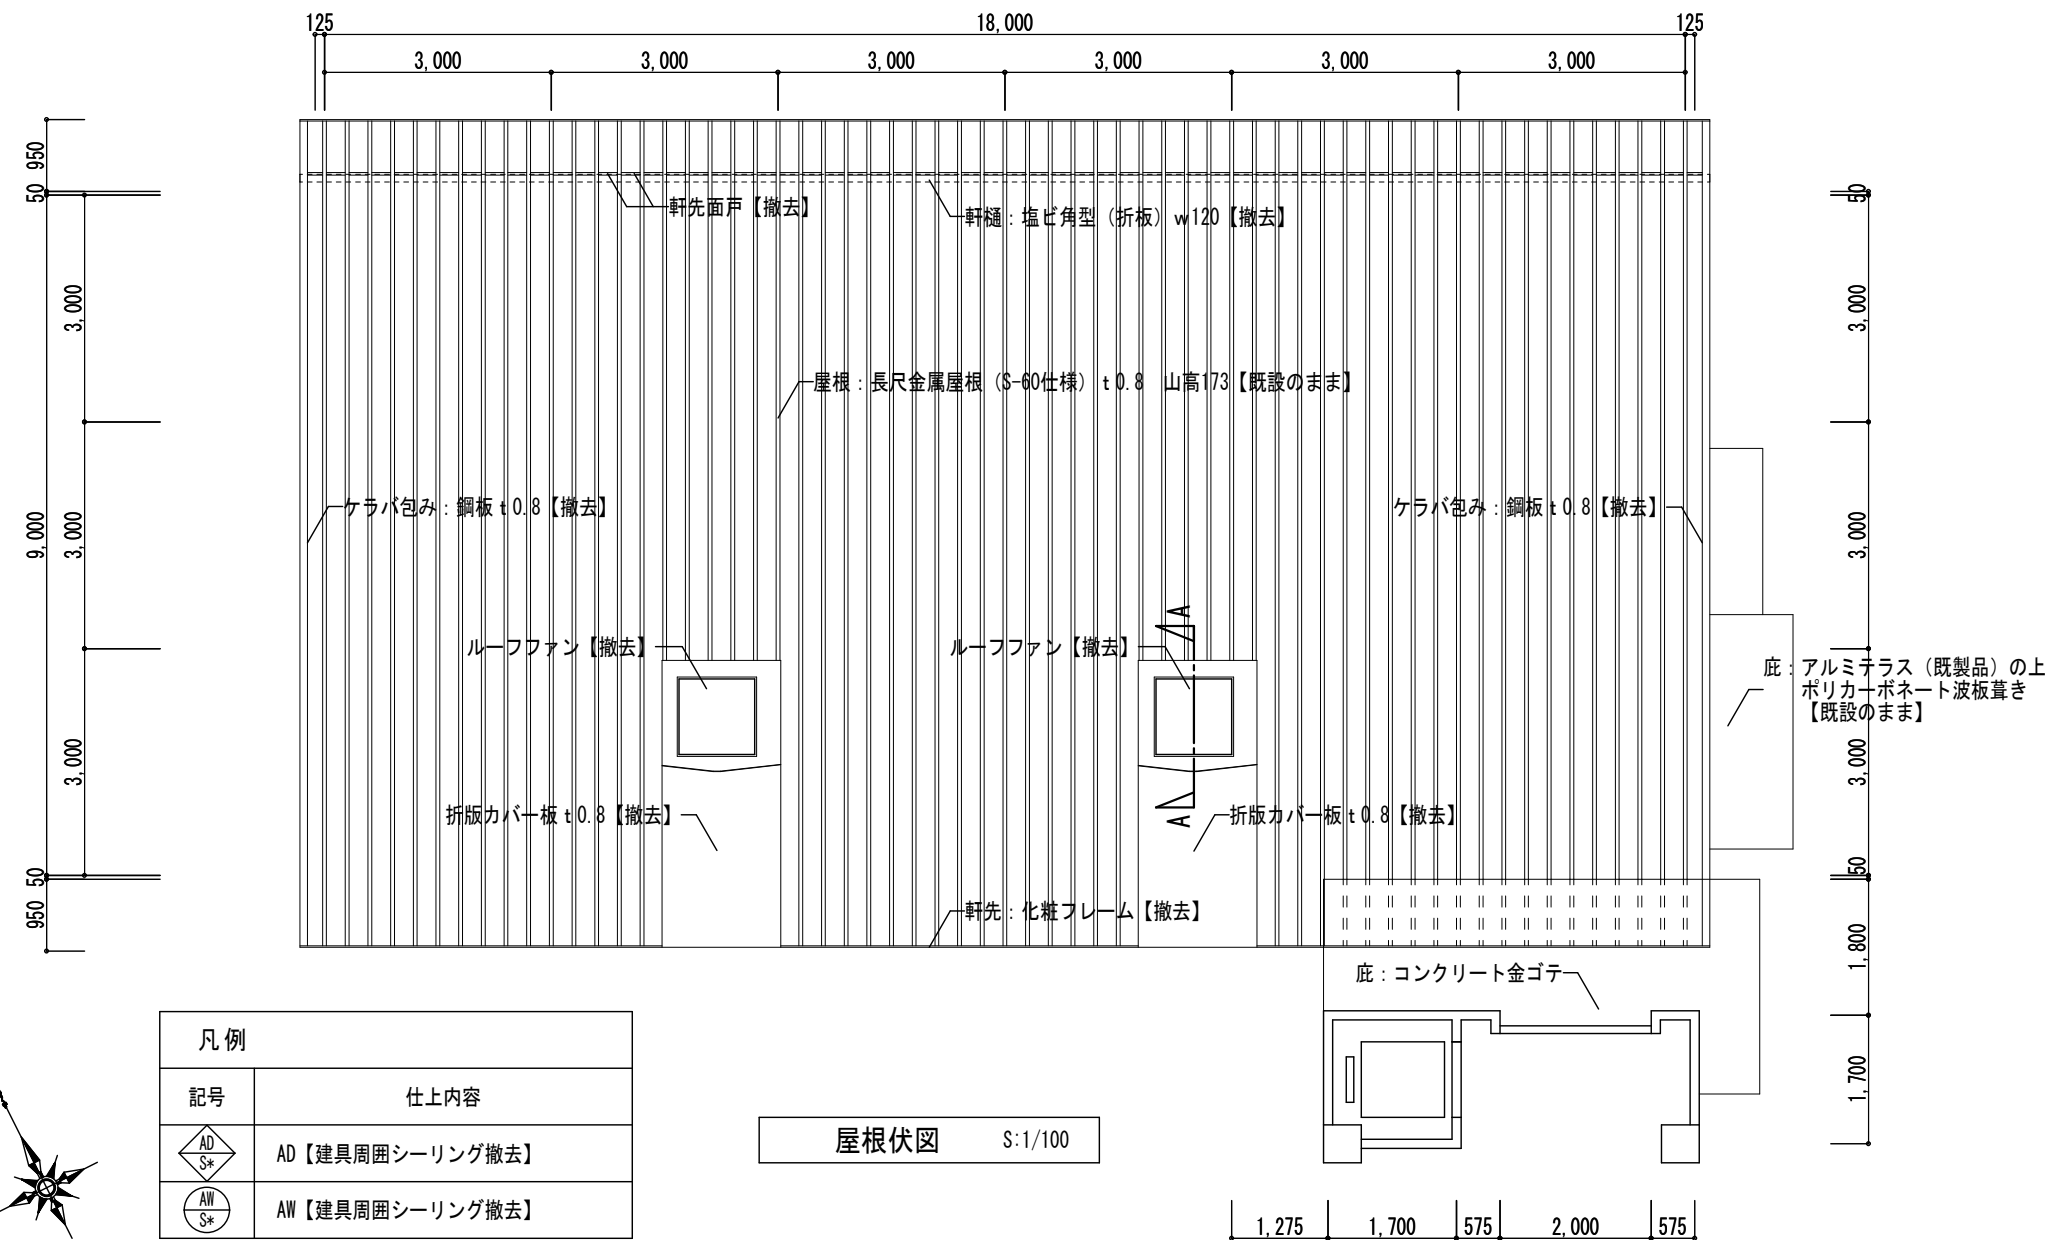 125 18,000 125
3,000 3,000 3,000 3,000 3,000 3,000
950
50
3,000
9,000
3,000
3,000
50
950
50
3,000
3,000
3,000
50
1,800
1,700
軒先面戸【撤去】
軒樋：塩ビ角型（折板）w120【撤去】
屋根：長尺金属屋根（S-60仕様）t0.8　山高173【既設のまま】
ケラバ包み：鋼板t0.8【撤去】
ケラバ包み：鋼板t0.8【撤去】
A
ルーフファン【撤去】
ルーフファン【撤去】
庇：アルミテラス（既製品）の上
ポリカーボネート波板葺き
【既設のまま】
折版カバー板t0.8【撤去】
A
折版カバー板t0.8【撤去】
軒先：化粧フレーム【撤去】
庇：コンクリート金ゴテ
凡例
記号 仕上内容
AD
S*
AD【建具周囲シーリング撤去】
AW
S*
AW【建具周囲シーリング撤去】
屋根伏図 S:1/100
1,275 1,700 575 2,000 575